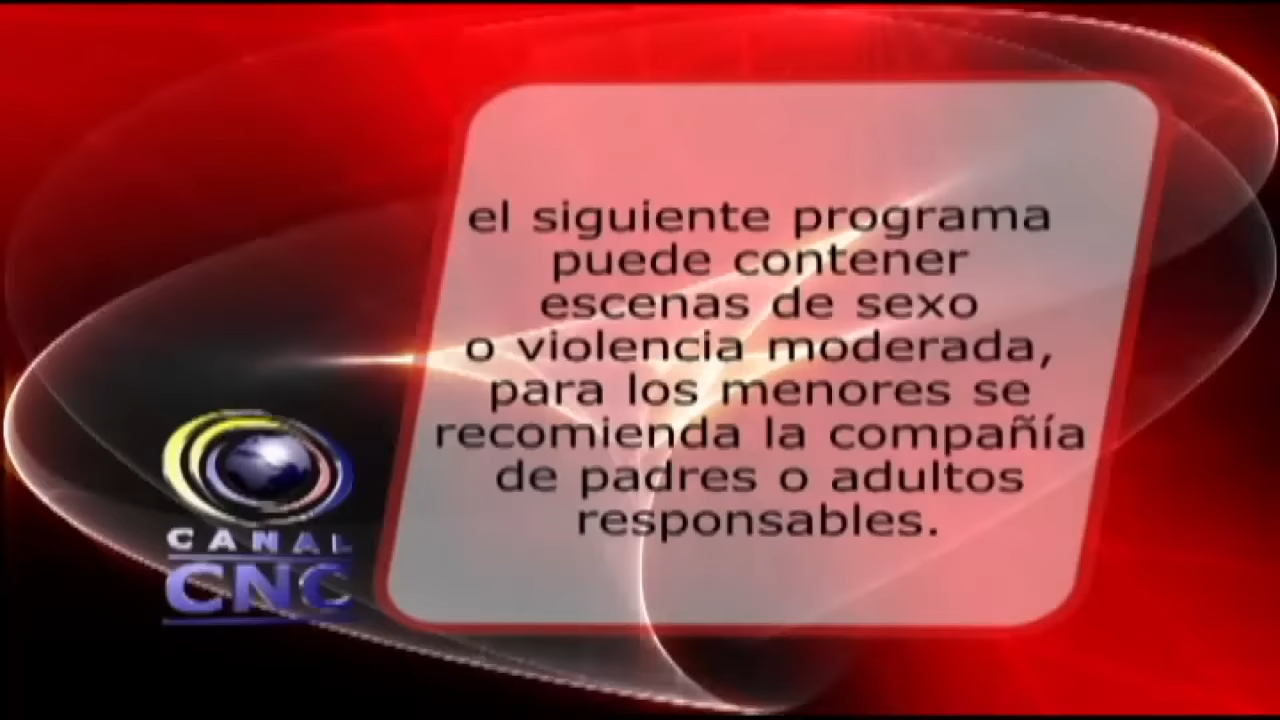 el siguiente programa
puede contener
escenas de sexo
o violencia moderada,
para los menores se
recomienda la compañía
de padres o adultos
responsables.
CANAL
CNC